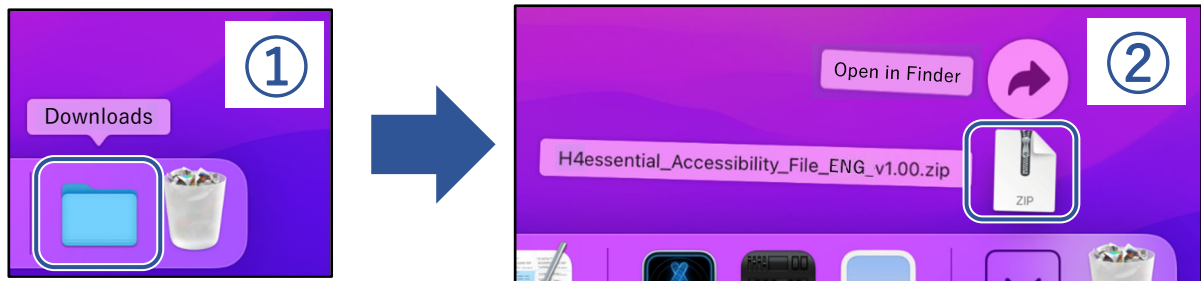 ①
Downloads
②
Open in Finder
H4essential_Accessibility_File_ENG_v1.00.zip
ZIP